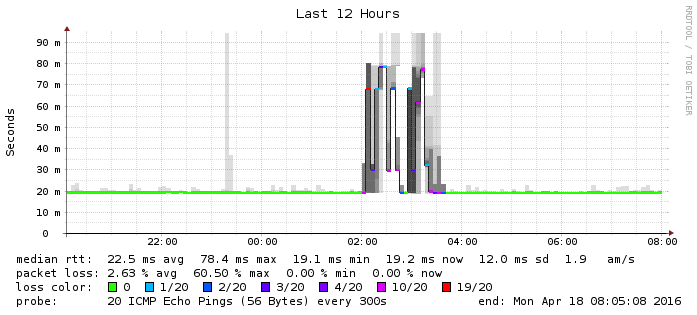 Last 12 Hours
RRDTOOL / TOBI OETIKER
Seconds
90 m
80 m
70 m
60 m
50 m
40 m
30 m
20 m
10 m
0
22:00 00:00 02:00 04:00 06:00 08:00
median rtt: 22.5 ms avg 78.4 ms max 19.1 ms min 19.2 ms now 12.0 ms sd 1.9 am/s
packet loss: 2.63 % avg 60.50 % max 0.00 % min 0.00 % now
loss color: 0 1/20 2/20 3/20 4/20 10/20 19/20
probe: 20 ICMP Echo Pings (56 Bytes) every 300s end: Mon Apr 18 08:05:08 2016